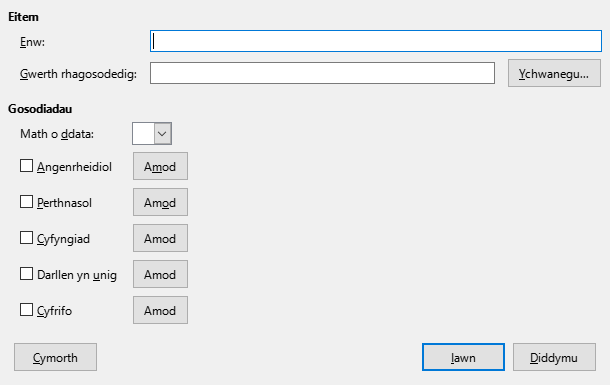 Eitem
Enw:
Gwerth rhagosodedig:
Ychwanegu...
Gosodiadau
Math o ddata:
Angenrheidiol
Amod
Perthnasol
Amod
Cyfyngiad
Amod
Darllen yn unig
Amod
Cyfrifo
Amod
Cymorth
Iawn
Diddymu